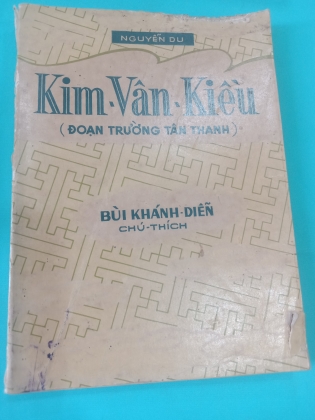 NGUYỄN DU
Kim·Vân·Kiều
(ĐOẠN TRƯỜNG TÂN THANH)
BÙI KHÁNH-DIỄN
CHÚ-THÍCH